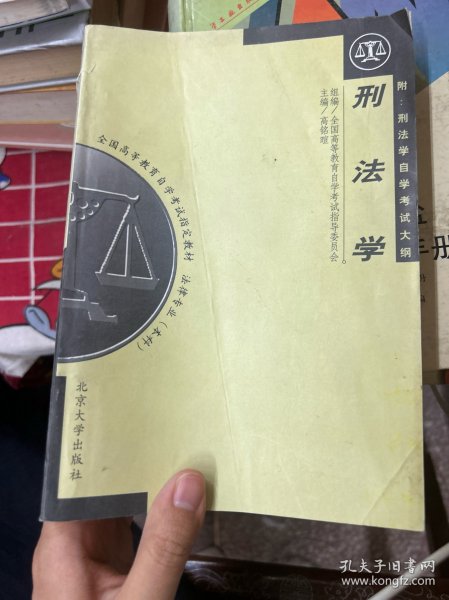 附：刑法学自学考试大纲
刑法学
组编／全国高等教育自学考试指导委员会
主编／高铭暄
全国高等教育自学考试指定教材 法律专业（本科）
北京大学出版社
孔夫子旧书网
www.kongfz.com